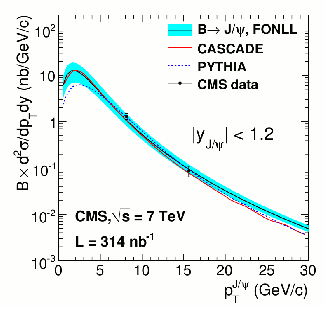 B→ J/ψ, FONLL
CASCADE
PYTHIA
CMS data
|y_J/ψ| < 1.2
CMS,√s = 7 TeV
L = 314 nb⁻¹
B × d²σ/dp_T dy (nb/GeV/c)
10²
10
1
10⁻¹
10⁻²
10⁻³
0 5 10 15 20 25 30
p_T^J/ψ (GeV/c)